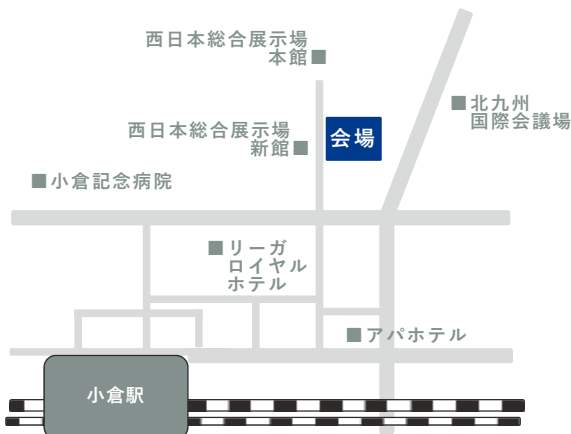 西日本総合展示場
本館■
■北九州
国際会議場
西日本総合展示場
新館■
会場
■小倉記念病院
■リーガ
ロイヤル
ホテル
■アパホテル
小倉駅